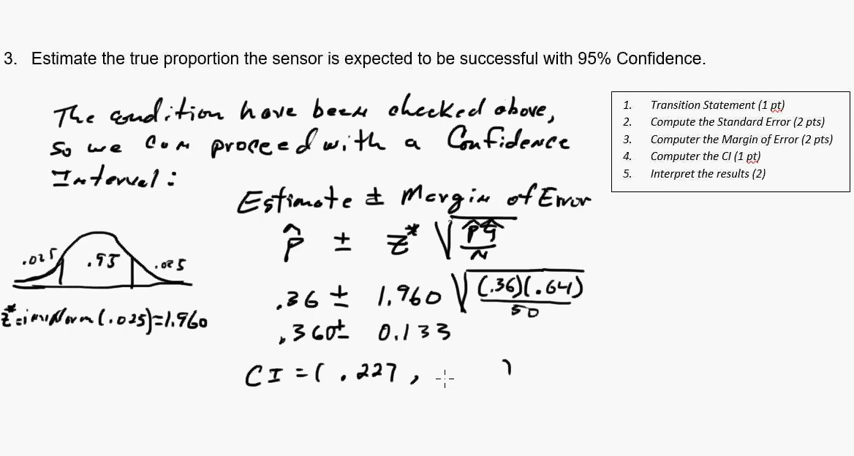 3. Estimate the true proportion the sensor is expected to be successful with 95% Confidence.
The condition have been checked above,
so we can proceed with a Confidence
Interval:
1. Transition Statement (1 pt)
2. Compute the Standard Error (2 pts)
3. Computer the Margin of Error (2 pts)
4. Computer the CI (1 pt)
5. Interpret the results (2)
Estimate ± Margin of Error
p̂ ± z* √(p̂q̂/N)
.025 .95 .025
z*=invNorm(.025)=1.960
.36 ± 1.960 √((.36)(.64)/50)
.360± 0.133
CI = (.227, )